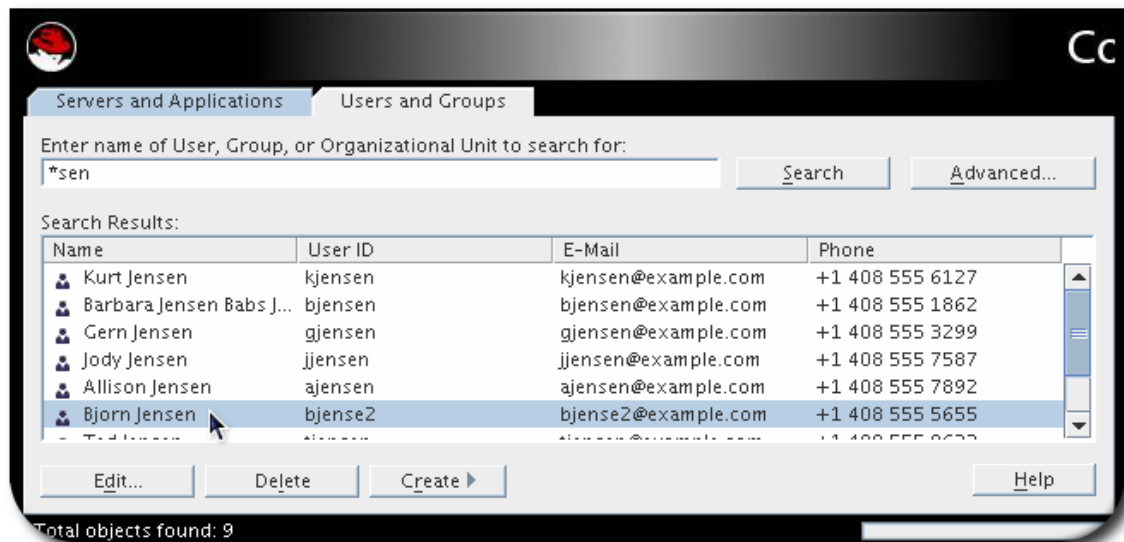 Cc
Servers and Applications Users and Groups
Enter name of User, Group, or Organizational Unit to search for:
*sen Search Advanced...
Search Results:
Name User ID E-Mail Phone
Kurt Jensen kjensen kjensen@example.com +1 408 555 6127
Barbara Jensen Babs J... bjensen bjensen@example.com +1 408 555 1862
Gern Jensen gjensen gjensen@example.com +1 408 555 3299
Jody Jensen jjensen jjensen@example.com +1 408 555 7587
Allison Jensen ajensen ajensen@example.com +1 408 555 7892
Bjorn Jensen bjense2 bjense2@example.com +1 408 555 5655
Edit... Delete Create Help
Total objects found: 9